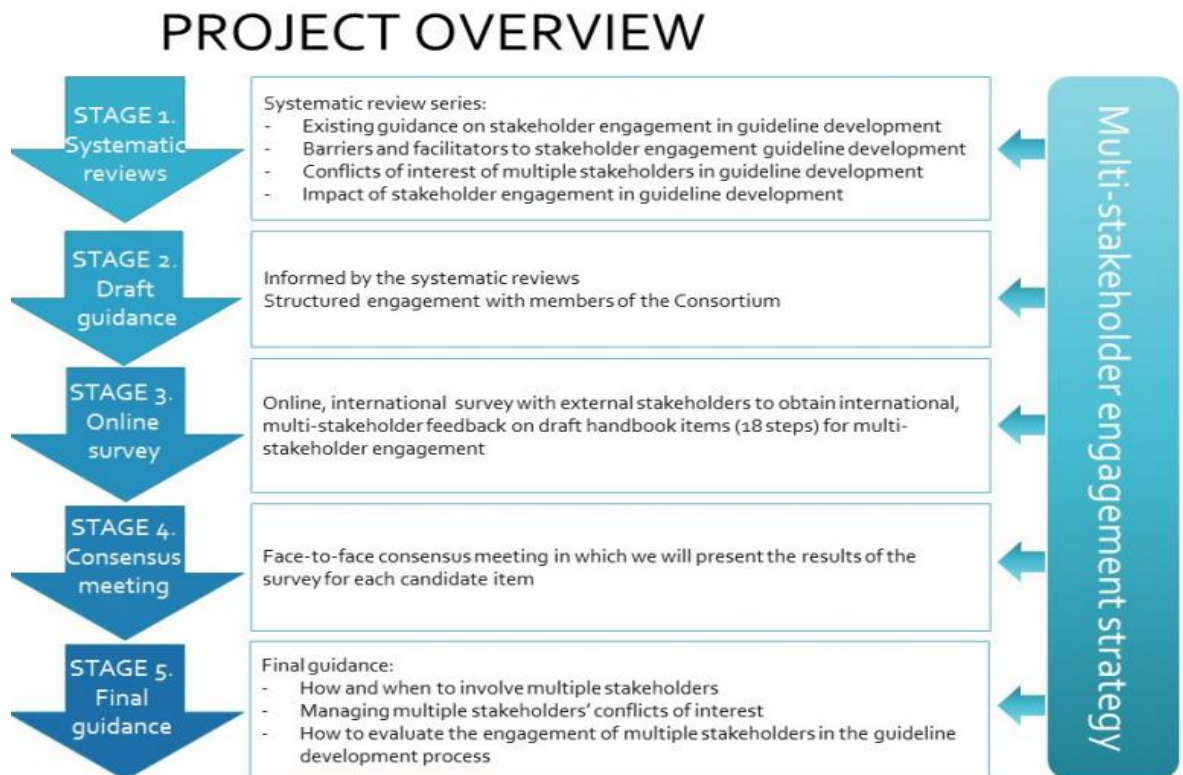 PROJECT OVERVIEW
STAGE 1.
Systematic
reviews
Systematic review series:
- Existing guidance on stakeholder engagement in guideline development
- Barriers and facilitators to stakeholder engagement guideline development
- Conflicts of interest of multiple stakeholders in guideline development
- Impact of stakeholder engagement in guideline development
STAGE 2.
Draft
guidance
Informed by the systematic reviews
Structured engagement with members of the Consortium
STAGE 3.
Online
survey
Online, international survey with external stakeholders to obtain international,
multi-stakeholder feedback on draft handbook items (18 steps) for multi-
stakeholder engagement
STAGE 4.
Consensus
meeting
Face-to-face consensus meeting in which we will present the results of the
survey for each candidate item
STAGE 5.
Final
guidance
Final guidance:
- How and when to involve multiple stakeholders
- Managing multiple stakeholders' conflicts of interest
- How to evaluate the engagement of multiple stakeholders in the guideline
development process
Multi-stakeholder engagement strategy